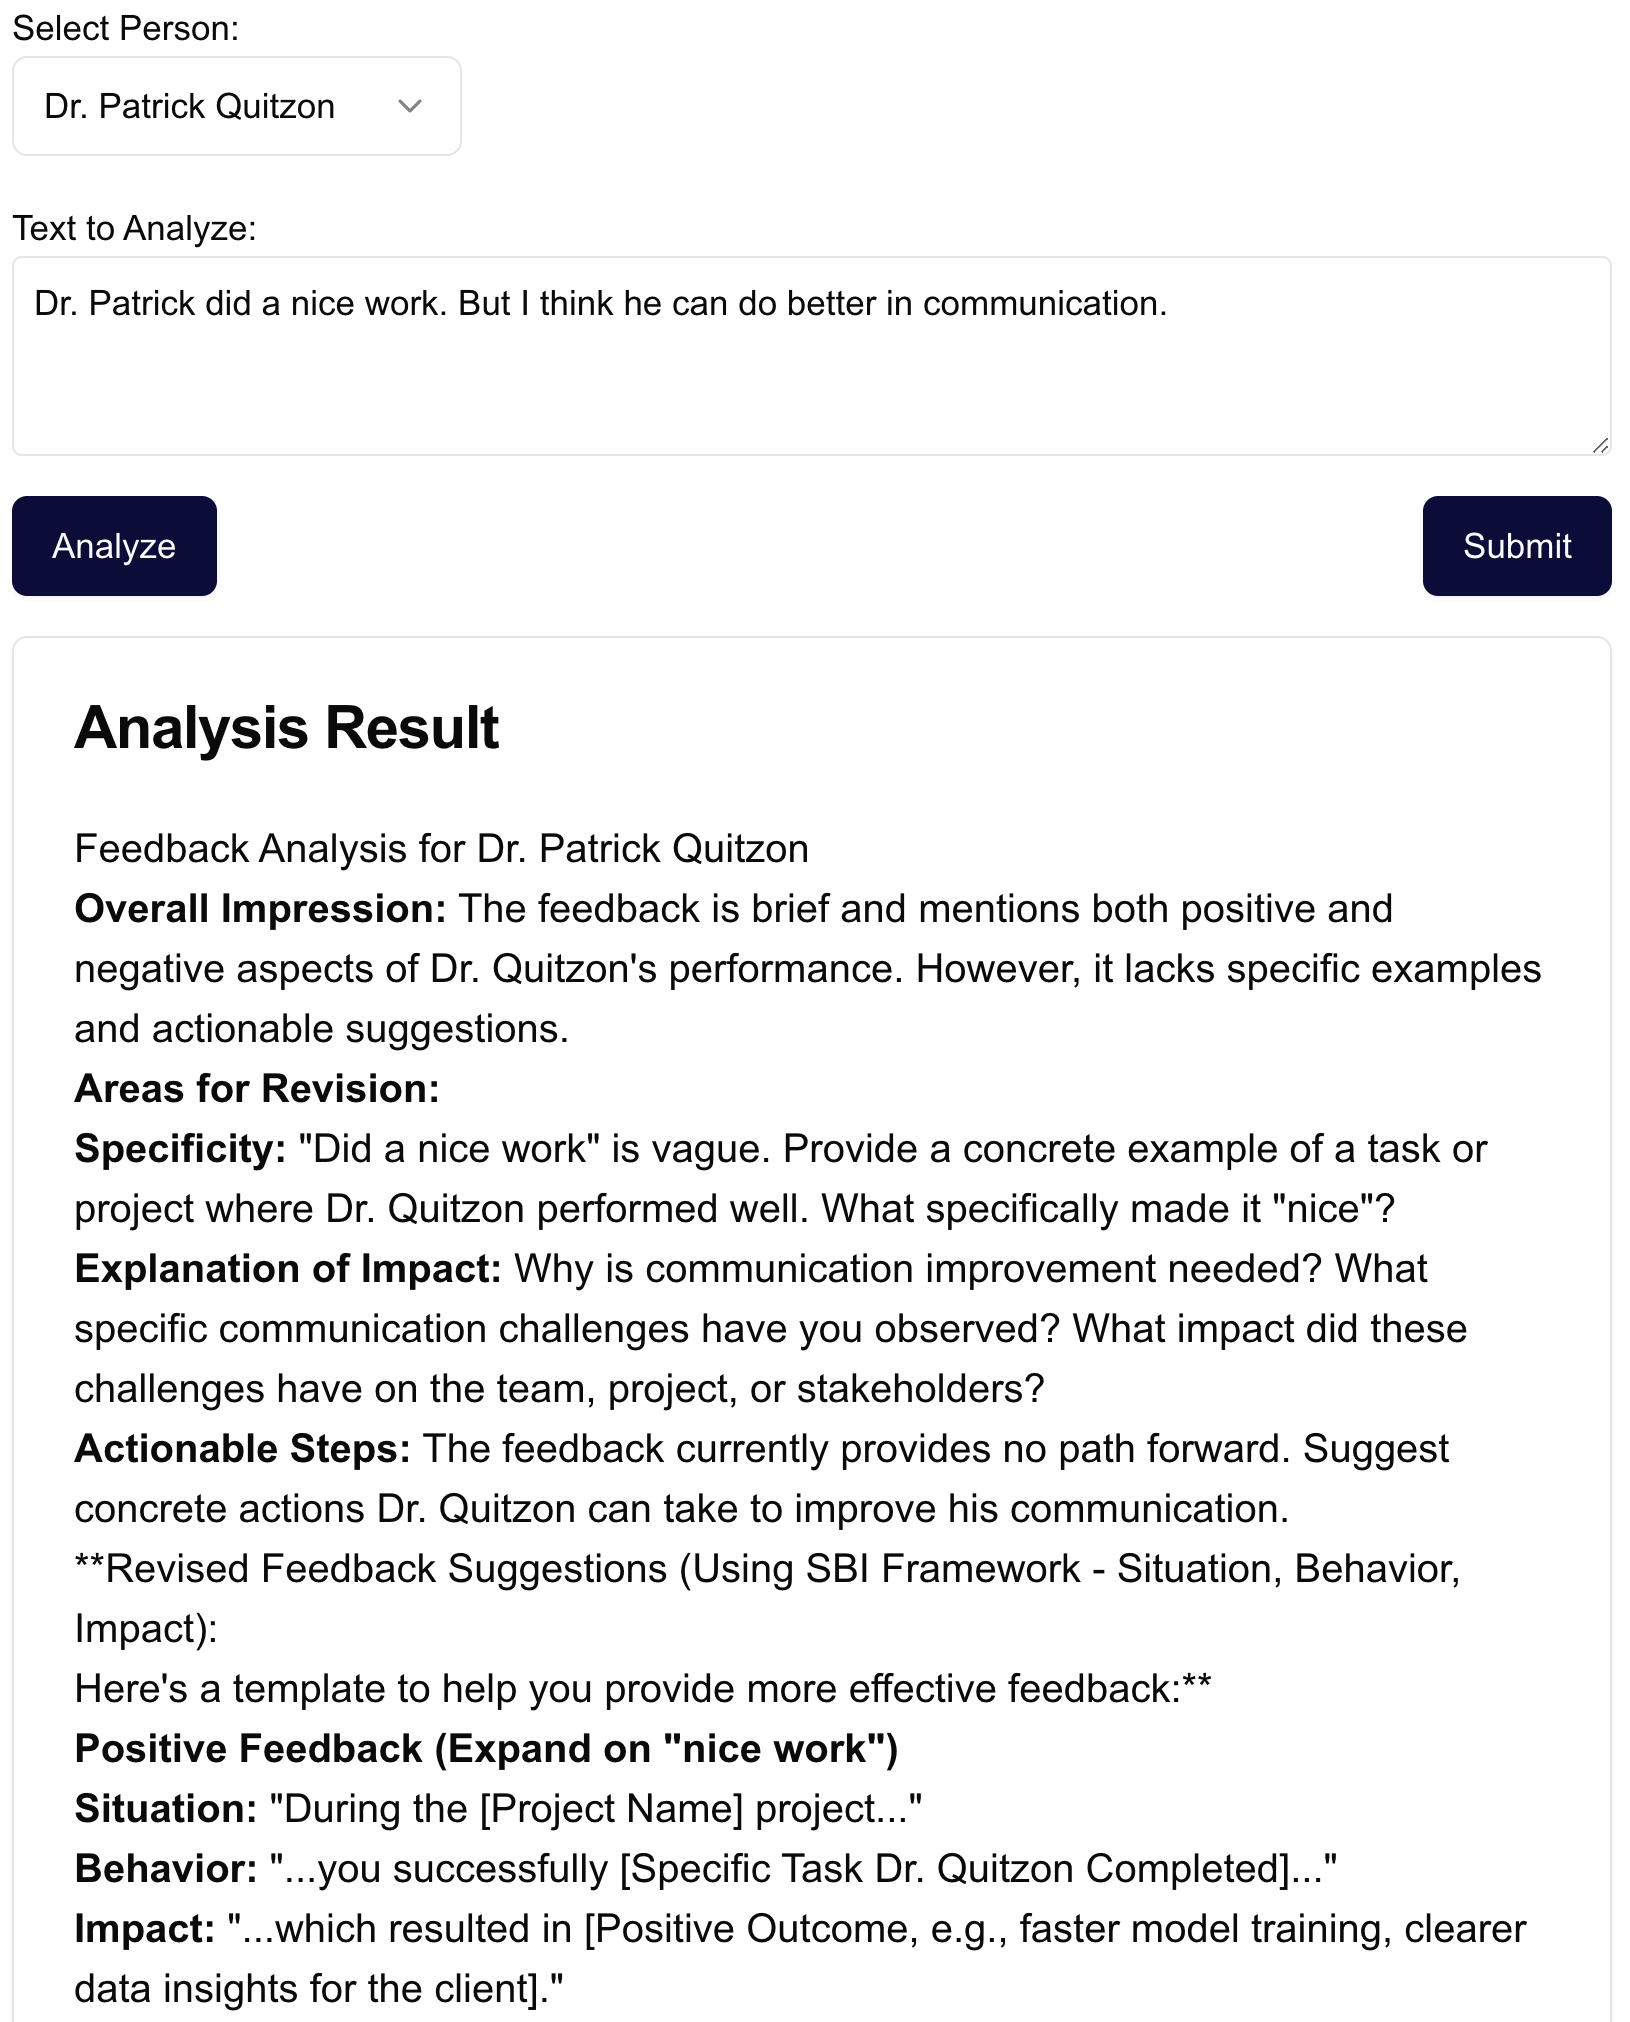 Select Person:
Dr. Patrick Quitzon
Text to Analyze:
Dr. Patrick did a nice work. But I think he can do better in communication.
Analyze
Submit
Analysis Result
Feedback Analysis for Dr. Patrick Quitzon
Overall Impression: The feedback is brief and mentions both positive and
negative aspects of Dr. Quitzon's performance. However, it lacks specific examples
and actionable suggestions.
Areas for Revision:
Specificity: "Did a nice work" is vague. Provide a concrete example of a task or
project where Dr. Quitzon performed well. What specifically made it "nice"?
Explanation of Impact: Why is communication improvement needed? What
specific communication challenges have you observed? What impact did these
challenges have on the team, project, or stakeholders?
Actionable Steps: The feedback currently provides no path forward. Suggest
concrete actions Dr. Quitzon can take to improve his communication.
**Revised Feedback Suggestions (Using SBI Framework - Situation, Behavior,
Impact):
Here's a template to help you provide more effective feedback:**
Positive Feedback (Expand on "nice work")
Situation: "During the [Project Name] project..."
Behavior: "...you successfully [Specific Task Dr. Quitzon Completed]..."
Impact: "...which resulted in [Positive Outcome, e.g., faster model training, clearer
data insights for the client]."